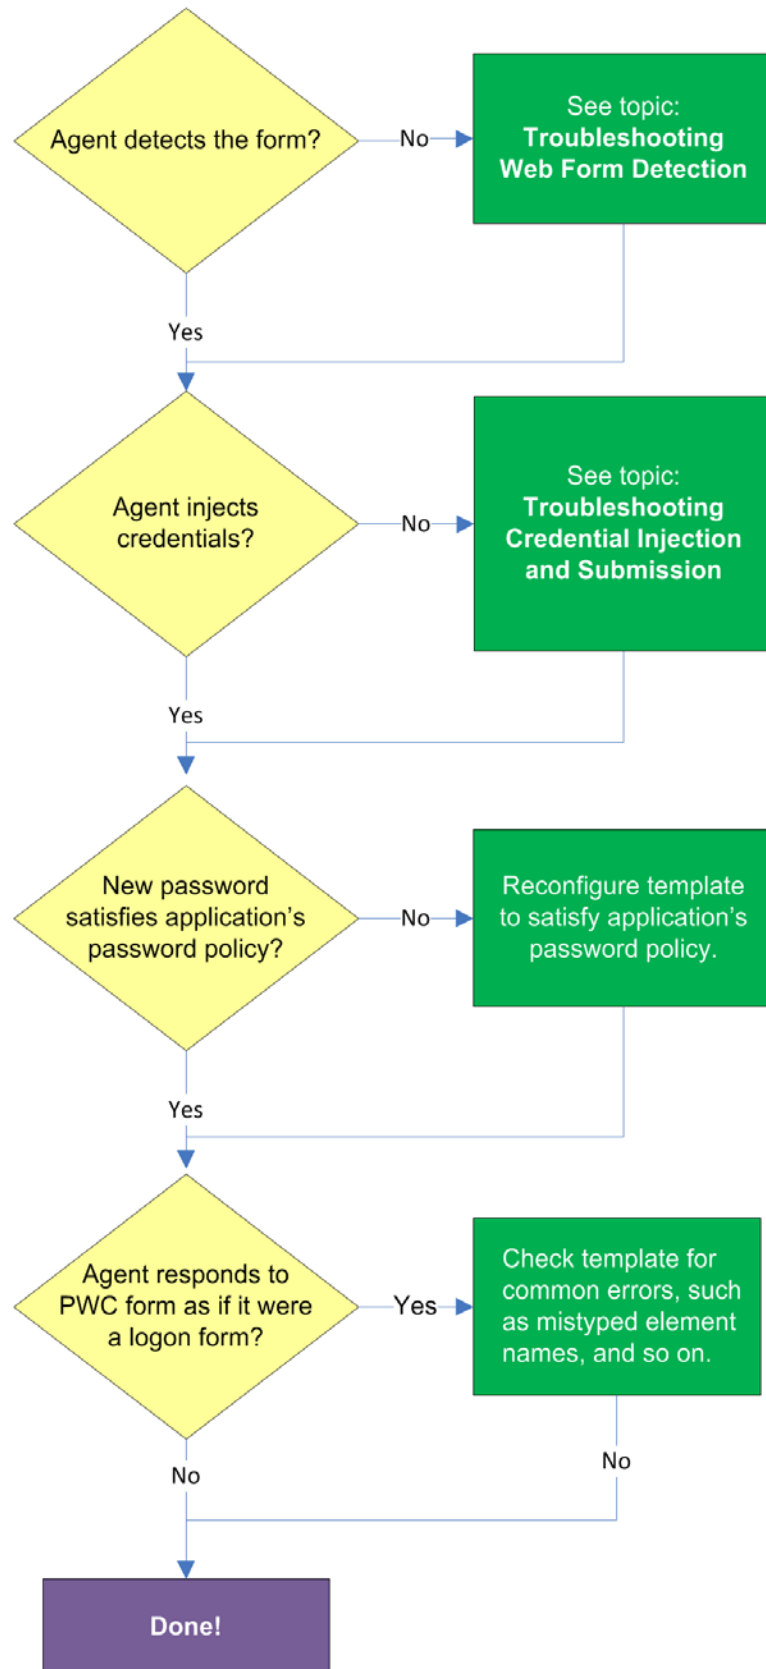 Agent detects the form?
No
See topic:
Troubleshooting
Web Form Detection
Yes
Agent injects
credentials?
No
See topic:
Troubleshooting
Credential Injection
and Submission
Yes
New password
satisfies application’s
password policy?
No
Reconfigure template
to satisfy application’s
password policy.
Yes
Agent responds to
PWC form as if it were
a logon form?
Yes
Check template for
common errors, such
as mistyped element
names, and so on.
No
No
Done!